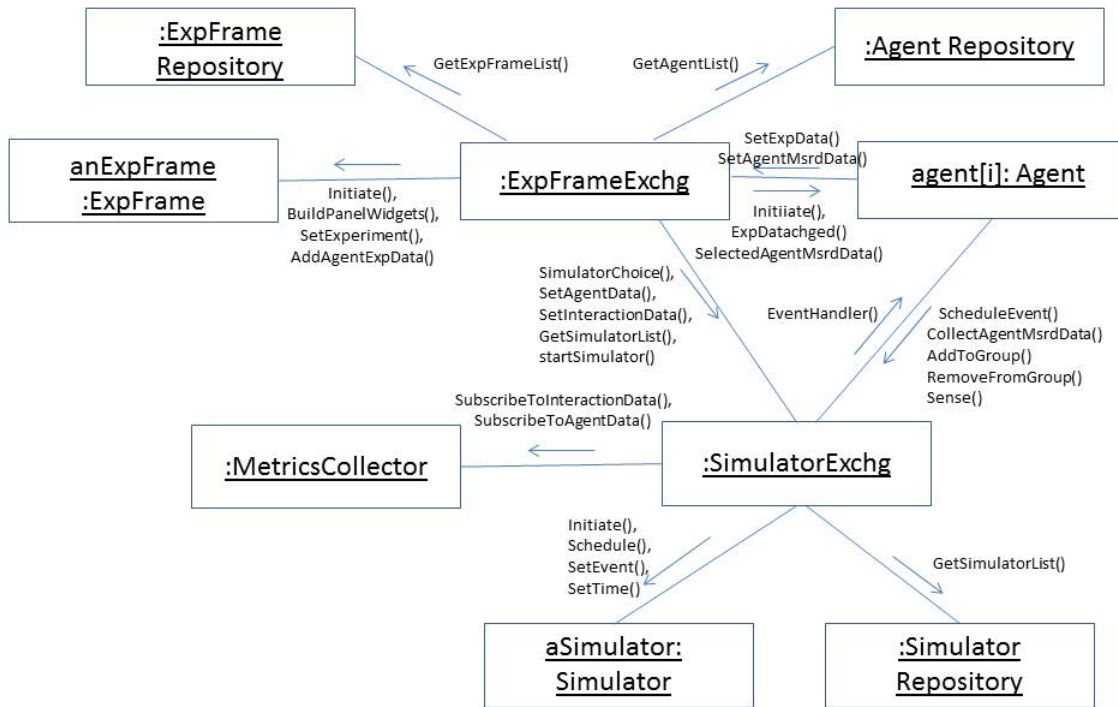 :ExpFrame
Repository
:Agent Repository
GetExpFrameList()
GetAgentList()
anExpFrame
:ExpFrame
:ExpFrameExchg
SetExpData()
SetAgentMsrdData()
agent[i]: Agent
Initiate(),
BuildPanelWidgets(),
SetExperiment(),
AddAgentExpData()
Initiiate(),
ExpDatachged()
SelectedAgentMsrdData()
SimulatorChoice(),
SetAgentData(),
SetInteractionData(),
GetSimulatorList(),
startSimulator()
EventHandler()
ScheduleEvent()
CollectAgentMsrdData()
AddToGroup()
RemoveFromGroup()
Sense()
SubscribeToInteractionData(),
SubscribeToAgentData()
:MetricsCollector
:SimulatorExchg
Initiate(),
Schedule(),
SetEvent(),
SetTime()
GetSimulatorList()
aSimulator:
Simulator
:Simulator
Repository